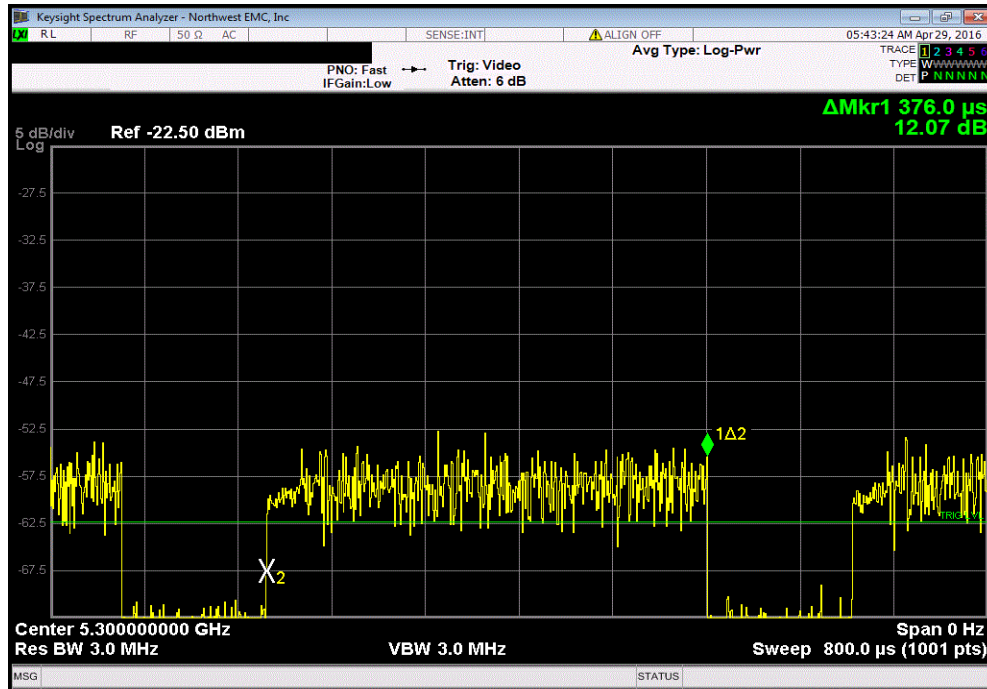 Keysight Spectrum Analyzer - Northwest EMC, Inc
LXI RL RF 50 Ω AC SENSE:INT ALIGN OFF 05:43:24 AM Apr 29, 2016
PNO: Fast Trig: Video Avg Type: Log-Pwr TRACE 1 2 3 4 5 6
IFGain:Low Atten: 6 dB TYPE WWWWWW
DET P N N N N N
ΔMkr1 376.0 µs
12.07 dB
5 dB/div Ref -22.50 dBm
Log
-27.5
-32.5
-37.5
-42.5
-47.5
-52.5
1Δ2
-57.5
-62.5
TRIG LVL
-67.5
X2
Center 5.300000000 GHz Span 0 Hz
Res BW 3.0 MHz VBW 3.0 MHz Sweep 800.0 µs (1001 pts)
MSG STATUS